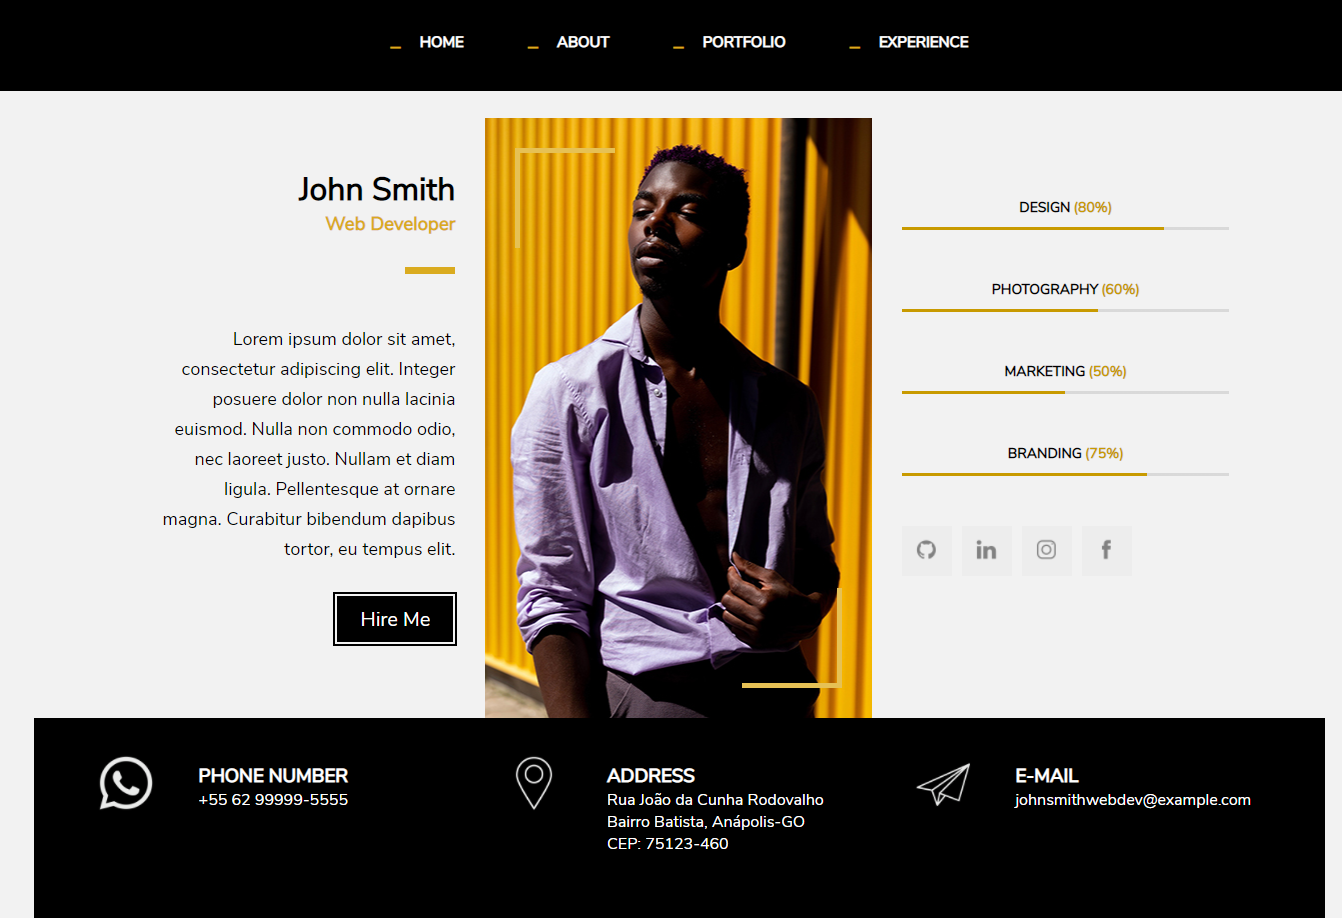 HOME
ABOUT
PORTFOLIO
EXPERIENCE
John Smith
Web Developer
Lorem ipsum dolor sit amet,
consectetur adipiscing elit. Integer
posuere dolor non nulla lacinia
euismod. Nulla non commodo odio,
nec laoreet justo. Nullam et diam
ligula. Pellentesque at ornare
magna. Curabitur bibendum dapibus
tortor, eu tempus elit.
Hire Me
DESIGN (80%)
PHOTOGRAPHY (60%)
MARKETING (50%)
BRANDING (75%)
in
f
PHONE NUMBER
+55 62 99999-5555
ADDRESS
Rua João da Cunha Rodovalho
Bairro Batista, Anápolis-GO
CEP: 75123-460
E-MAIL
johnsmithwebdev@example.com